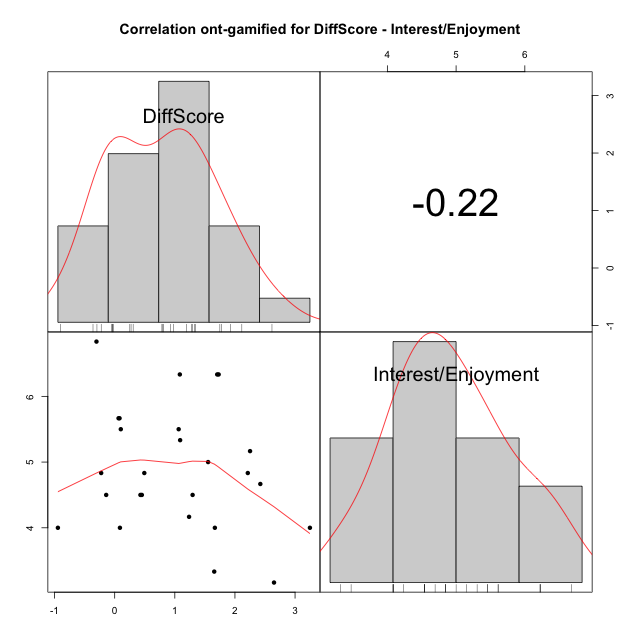 Correlation ont-gamified for DiffScore - Interest/Enjoyment
4 5 6
DiffScore
-0.22
3
2
1
0
-1
6
5
4
Interest/Enjoyment
-1 0 1 2 3